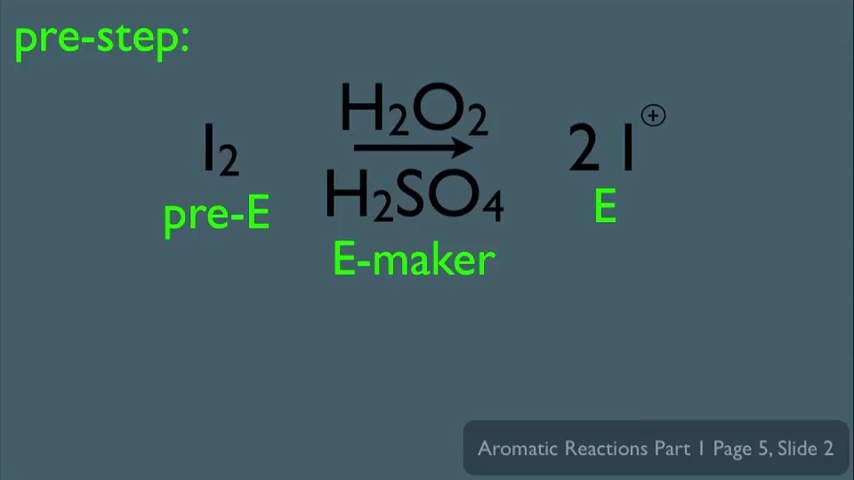 pre-step:
H₂O₂
I₂ 2 I⊕
H₂SO₄
pre-E E
E-maker
Aromatic Reactions Part 1 Page 5, Slide 2